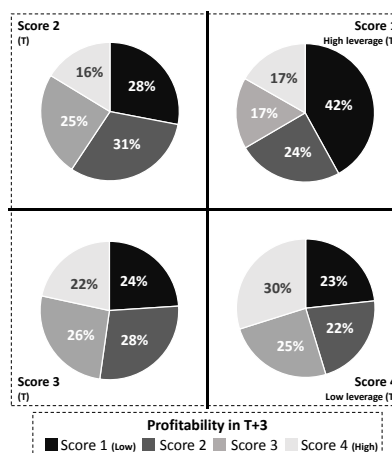 Score 2
(T)
16%
28%
25%
31%
Score 1
High leverage (T
17%
42%
17%
24%
22%
24%
26%
28%
Score 3
(T)
30%
23%
25%
22%
Score 4
Low leverage (T
Profitability in T+3
Score 1 (Low) Score 2 Score 3 Score 4 (High)